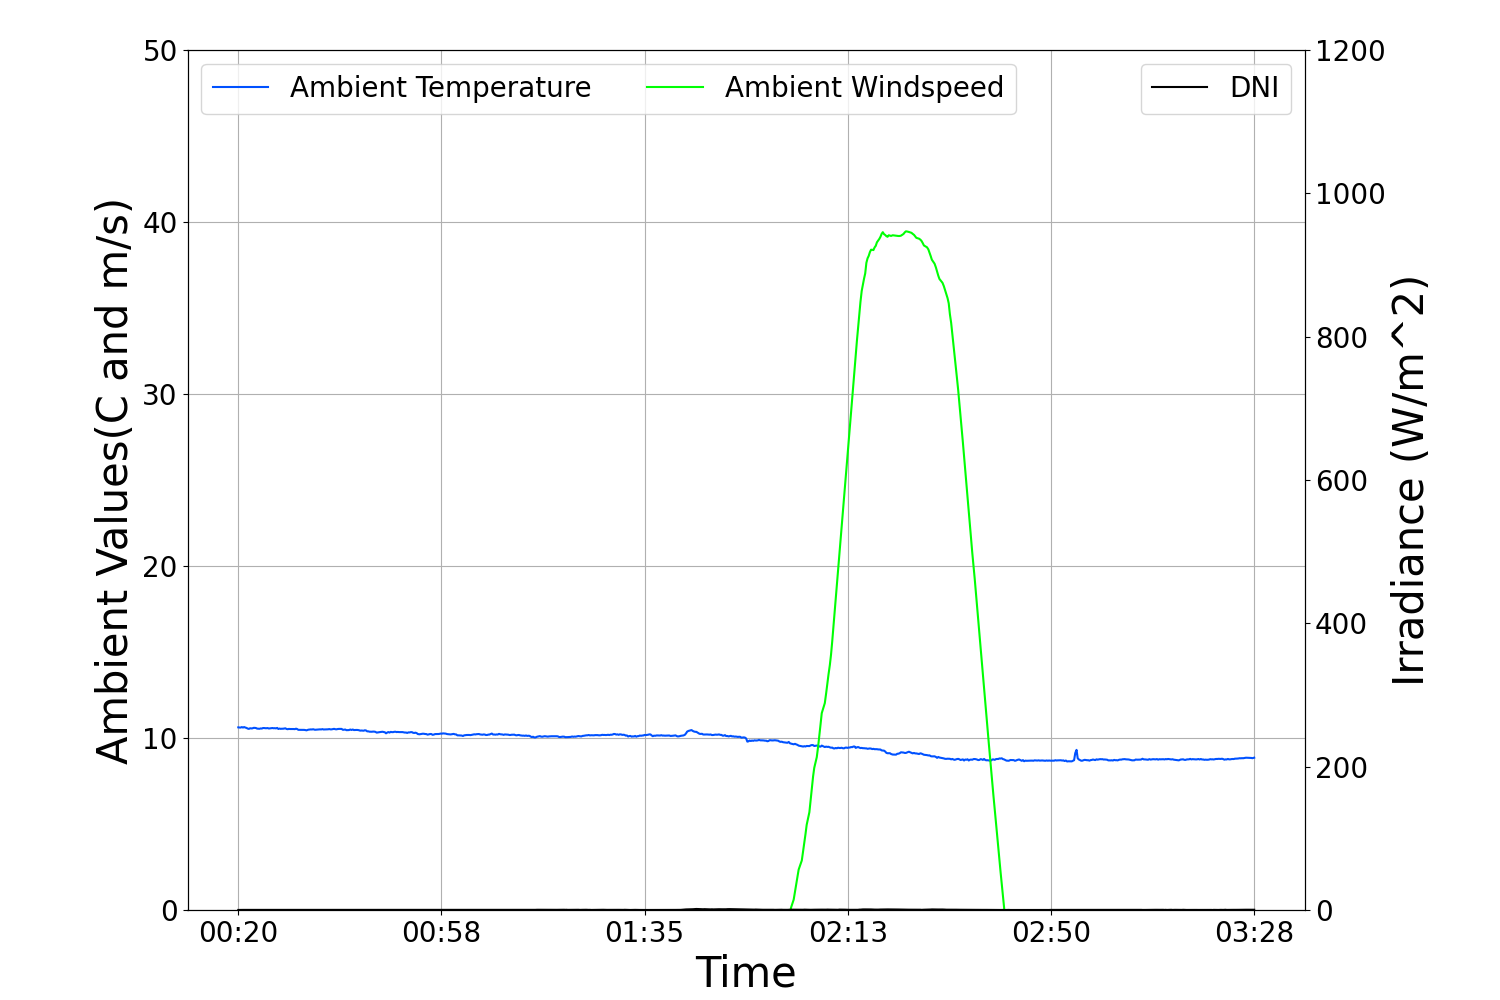 Ambient Temperature Ambient Windspeed DNI
Ambient Values(C and m/s)
50
40
30
20
10
0
1200
1000
800
600
400
200
0
Irradiance (W/m^2)
00:20 00:58 01:35 02:13 02:50 03:28
Time